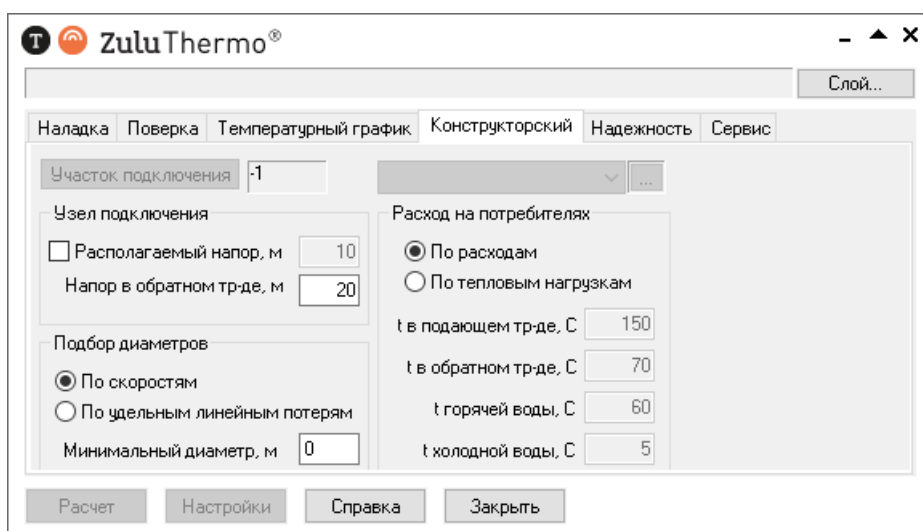 T ZuluThermo®
Слой...
Наладка Поверка Температурный график Конструкторский Надежность Сервис
Участок подключения -1 ...
Узел подключения
Располагаемый напор, м 10
Напор в обратном тр-де, м 20
Подбор диаметров
По скоростям
По удельным линейным потерям
Минимальный диаметр, м 0
Расход на потребителях
По расходам
По тепловым нагрузкам
t в подающем тр-де, С 150
t в обратном тр-де, С 70
t горячей воды, С 60
t холодной воды, С 5
Расчет Настройки Справка Закрыть